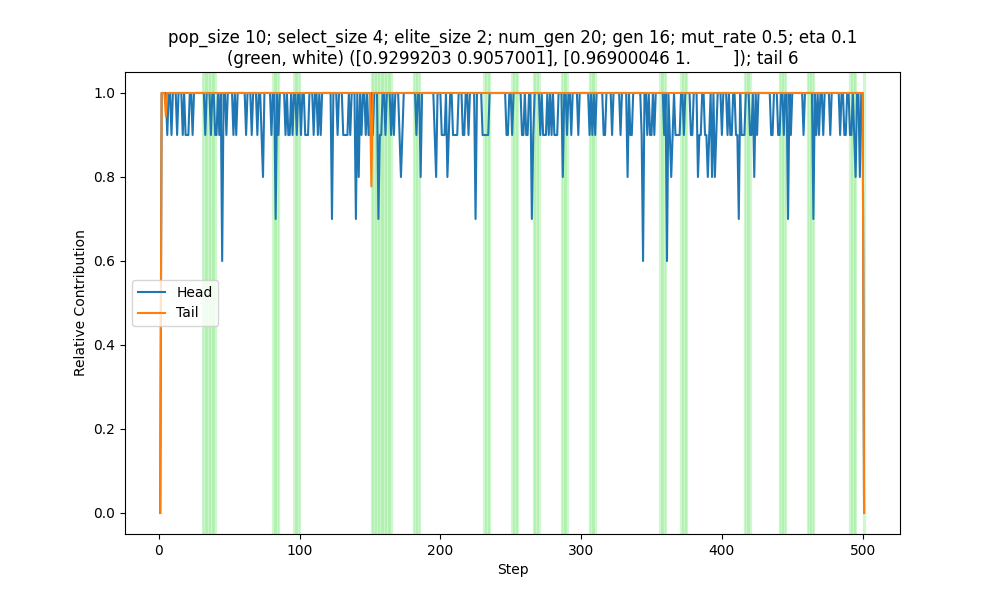 pop_size 10; select_size 4; elite_size 2; num_gen 20; gen 16; mut_rate 0.5; eta 0.1
(green, white) ([0.9299203 0.9057001], [0.96900046 1.        ]); tail 6
1.0
0.8
0.6
0.4
0.2
0.0
Relative Contribution
Head
Tail
0
100
200
300
400
500
Step